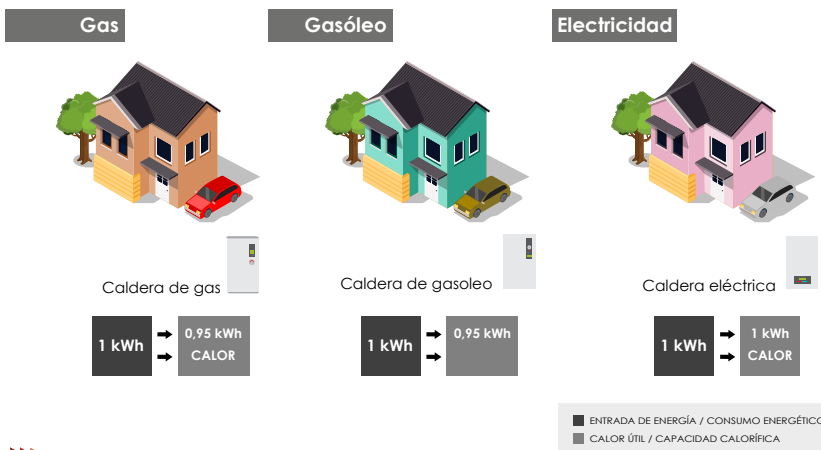 Gas
Gasóleo
Electricidad
Caldera de gas
Caldera de gasoleo
Caldera eléctrica
1 kWh
0,95 kWh
CALOR
1 kWh
0,95 kWh
1 kWh
1 kWh
CALOR
ENTRADA DE ENERGÍA / CONSUMO ENERGÉTICO
CALOR ÚTIL / CAPACIDAD CALORÍFICA